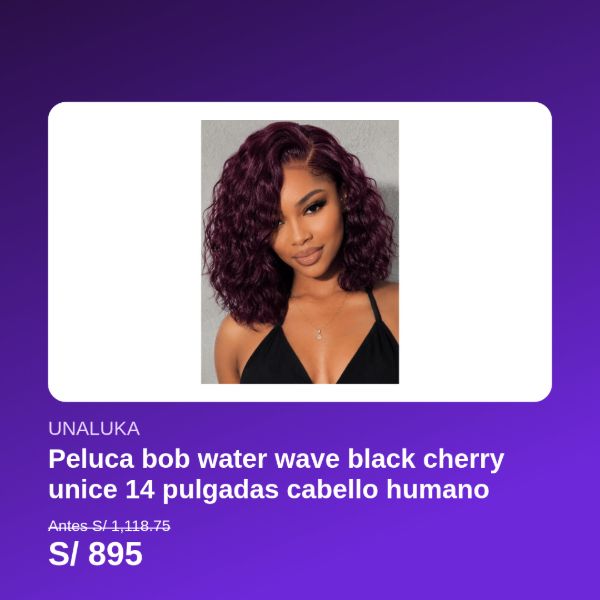 UNALUKA
Peluca bob water wave black cherry
unice 14 pulgadas cabello humano
Antes S/ 1,118.75
S/ 895